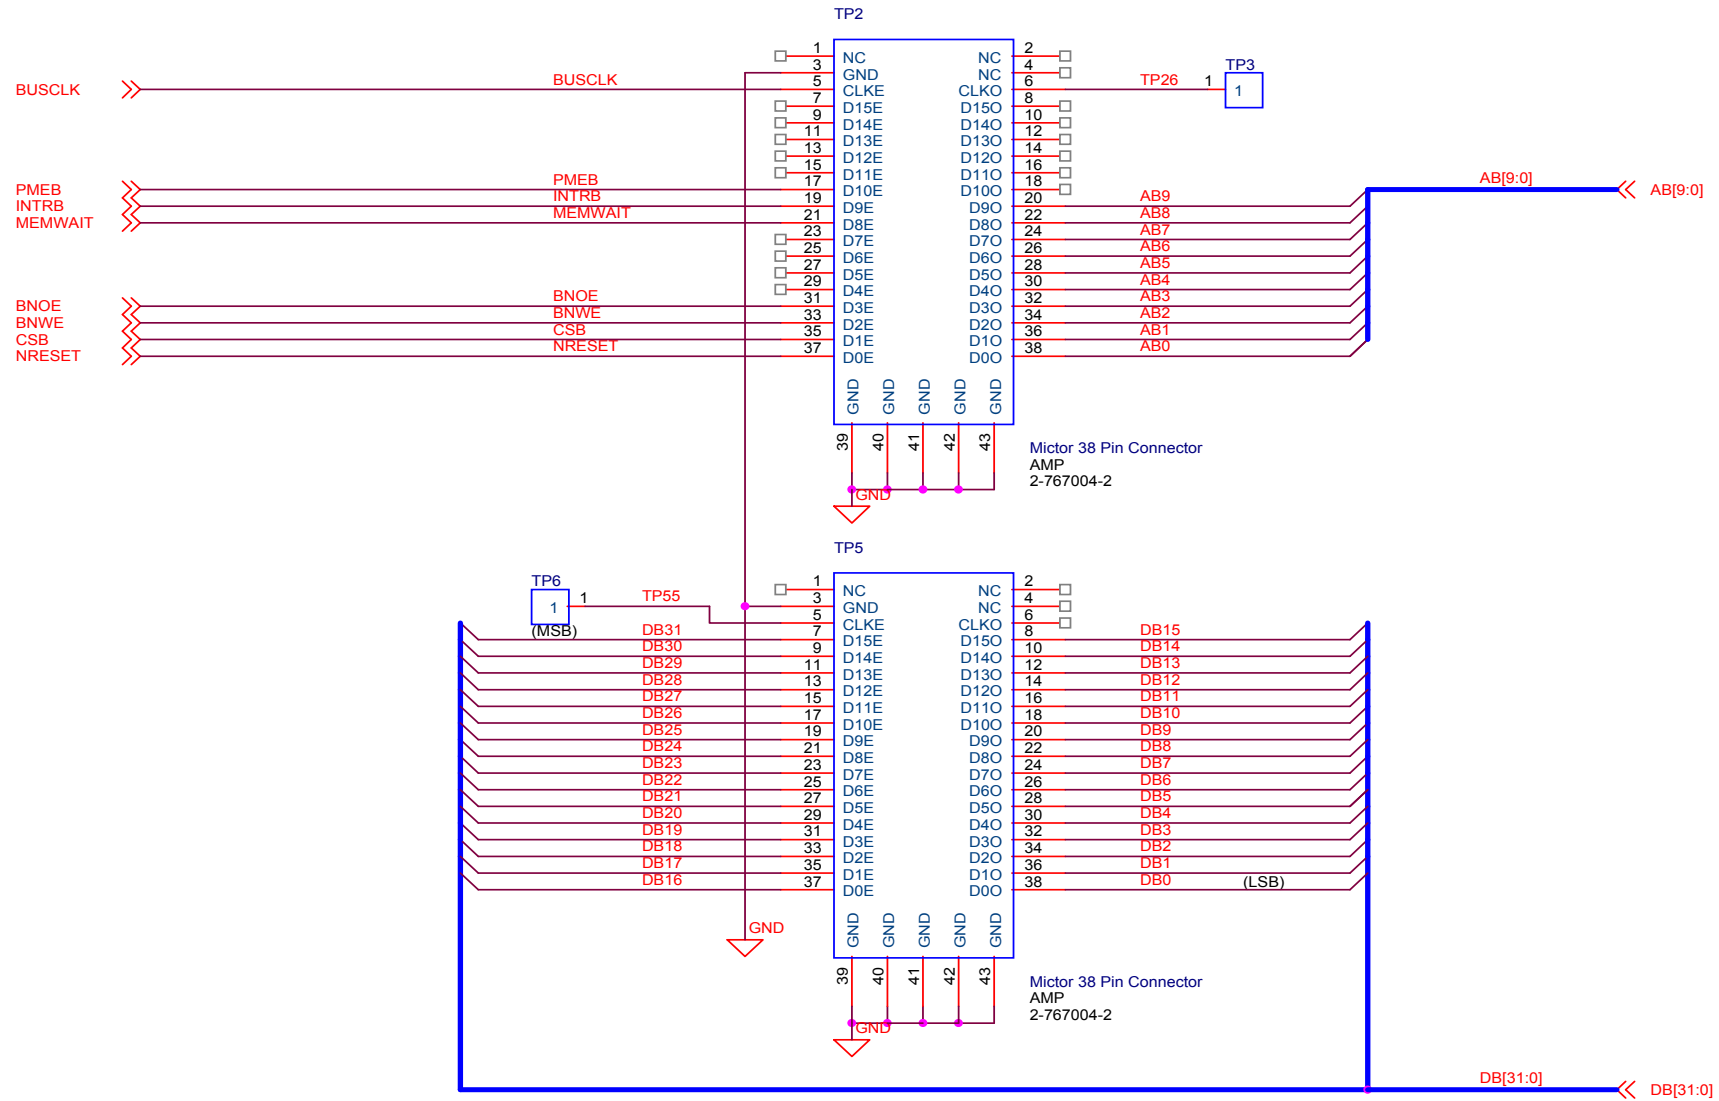 TP2
1 NC NC 2
3 GND NC 4
BUSCLK BUSCLK 5 CLKE CLKO 6 TP26 1 1 TP3
7 D15E D15O 8
9 D14E D14O 10
11 D13E D13O 12
13 D12E D12O 14
15 D11E D11O 16
PMEB PMEB 17 D10E D10O 18 AB[9:0] AB[9:0]
INTRB INTRB 19 D9E D9O 20 AB9
MEMWAIT MEMWAIT 21 D8E D8O 22 AB8
23 D7E D7O 24 AB7
25 D6E D6O 26 AB6
27 D5E D5O 28 AB5
29 D4E D4O 30 AB4
BNOE BNOE 31 D3E D3O 32 AB3
BNWE BNWE 33 D2E D2O 34 AB2
CSB CSB 35 D1E D1O 36 AB1
NRESET NRESET 37 D0E D0O 38 AB0
GND GND GND GND GND
39 40 41 42 43
Mictor 38 Pin Connector
AMP
2-767004-2
GND
TP5
TP6
1 NC NC 2
1 1 TP55 3 GND NC 4
5 CLKE CLKO 6
(MSB) DB31 7 D15E D15O 8 DB15
DB30 9 D14E D14O 10 DB14
DB29 11 D13E D13O 12 DB13
DB28 13 D12E D12O 14 DB12
DB27 15 D11E D11O 16 DB11
DB26 17 D10E D10O 18 DB10
DB25 19 D9E D9O 20 DB9
DB24 21 D8E D8O 22 DB8
DB23 23 D7E D7O 24 DB7
DB22 25 D6E D6O 26 DB6
DB21 27 D5E D5O 28 DB5
DB20 29 D4E D4O 30 DB4
DB19 31 D3E D3O 32 DB3
DB18 33 D2E D2O 34 DB2
DB17 35 D1E D1O 36 DB1
DB16 37 D0E D0O 38 DB0 (LSB)
GND
GND GND GND GND GND
39 40 41 42 43
Mictor 38 Pin Connector
AMP
2-767004-2
GND
DB[31:0] DB[31:0]